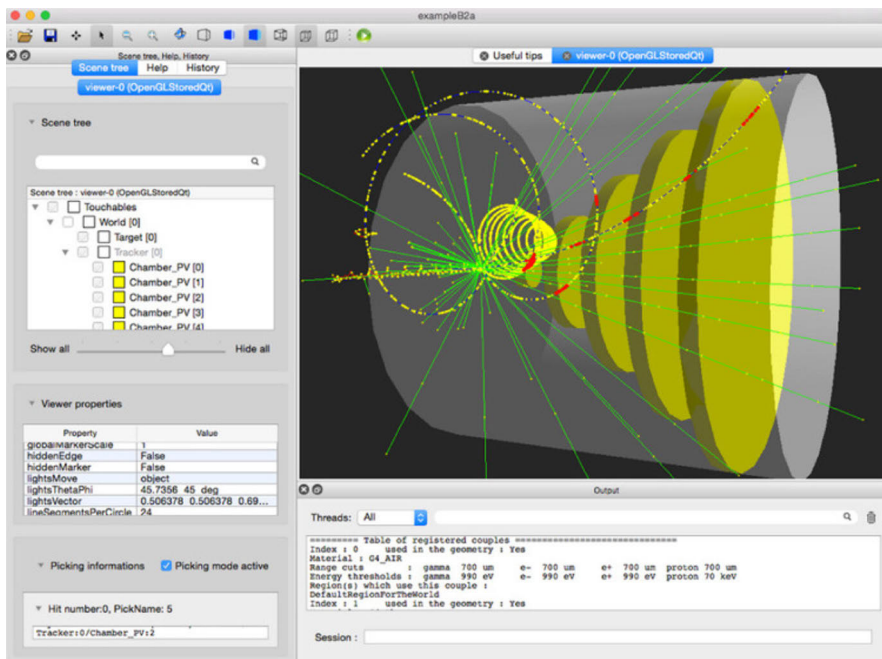 exampleB2a
Scene tree, Help, History
Scene tree Help History
viewer-0 (OpenGLStoredQt)
Scene tree
Scene tree : viewer-0 (OpenGLStoredQt)
Touchables
World [0]
Target [0]
Tracker [0]
Chamber_PV [0]
Chamber_PV [1]
Chamber_PV [2]
Chamber_PV [3]
Chamber_PV [4]
Show all Hide all
Viewer properties
Property Value
globalMarkerScale 1
hiddenEdge False
hiddenMarker False
lightsMove object
lightsThetaPhi 45.7356 45 deg
lightsVector 0.506378 0.506378 0.69...
lineSegmentsPerCircle 24
Picking informations Picking mode active
Hit number:0, PickName: 5
Tracker:0/Chamber_PV:2
Useful tips viewer-0 (OpenGLStoredQt)
Output
Threads: All
========= Table of registered couples ==============================
Index : 0 used in the geometry : Yes
Material : G4_AIR
Range cuts : gamma 700 um e- 700 um e+ 700 um proton 700 um
Energy thresholds : gamma 990 eV e- 990 eV e+ 990 eV proton 70 keV
Region(s) which use this couple :
DefaultRegionForTheWorld
Index : 1 used in the geometry : Yes
Session :